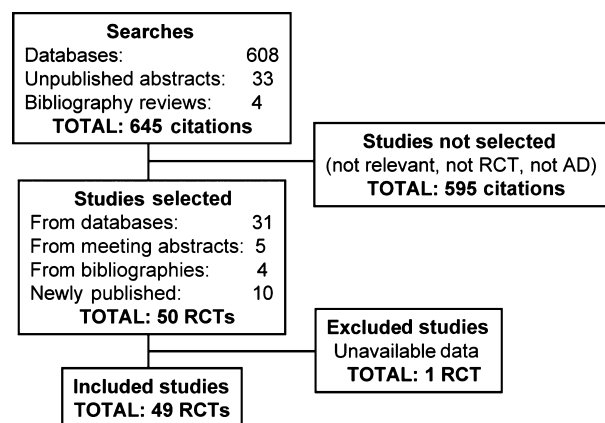 Searches
Databases: 608
Unpublished abstracts: 33
Bibliography reviews: 4
TOTAL: 645 citations
Studies not selected
(not relevant, not RCT, not AD)
TOTAL: 595 citations
Studies selected
From databases: 31
From meeting abstracts: 5
From bibliographies: 4
Newly published: 10
TOTAL: 50 RCTs
Excluded studies
Unavailable data
TOTAL: 1 RCT
Included studies
TOTAL: 49 RCTs